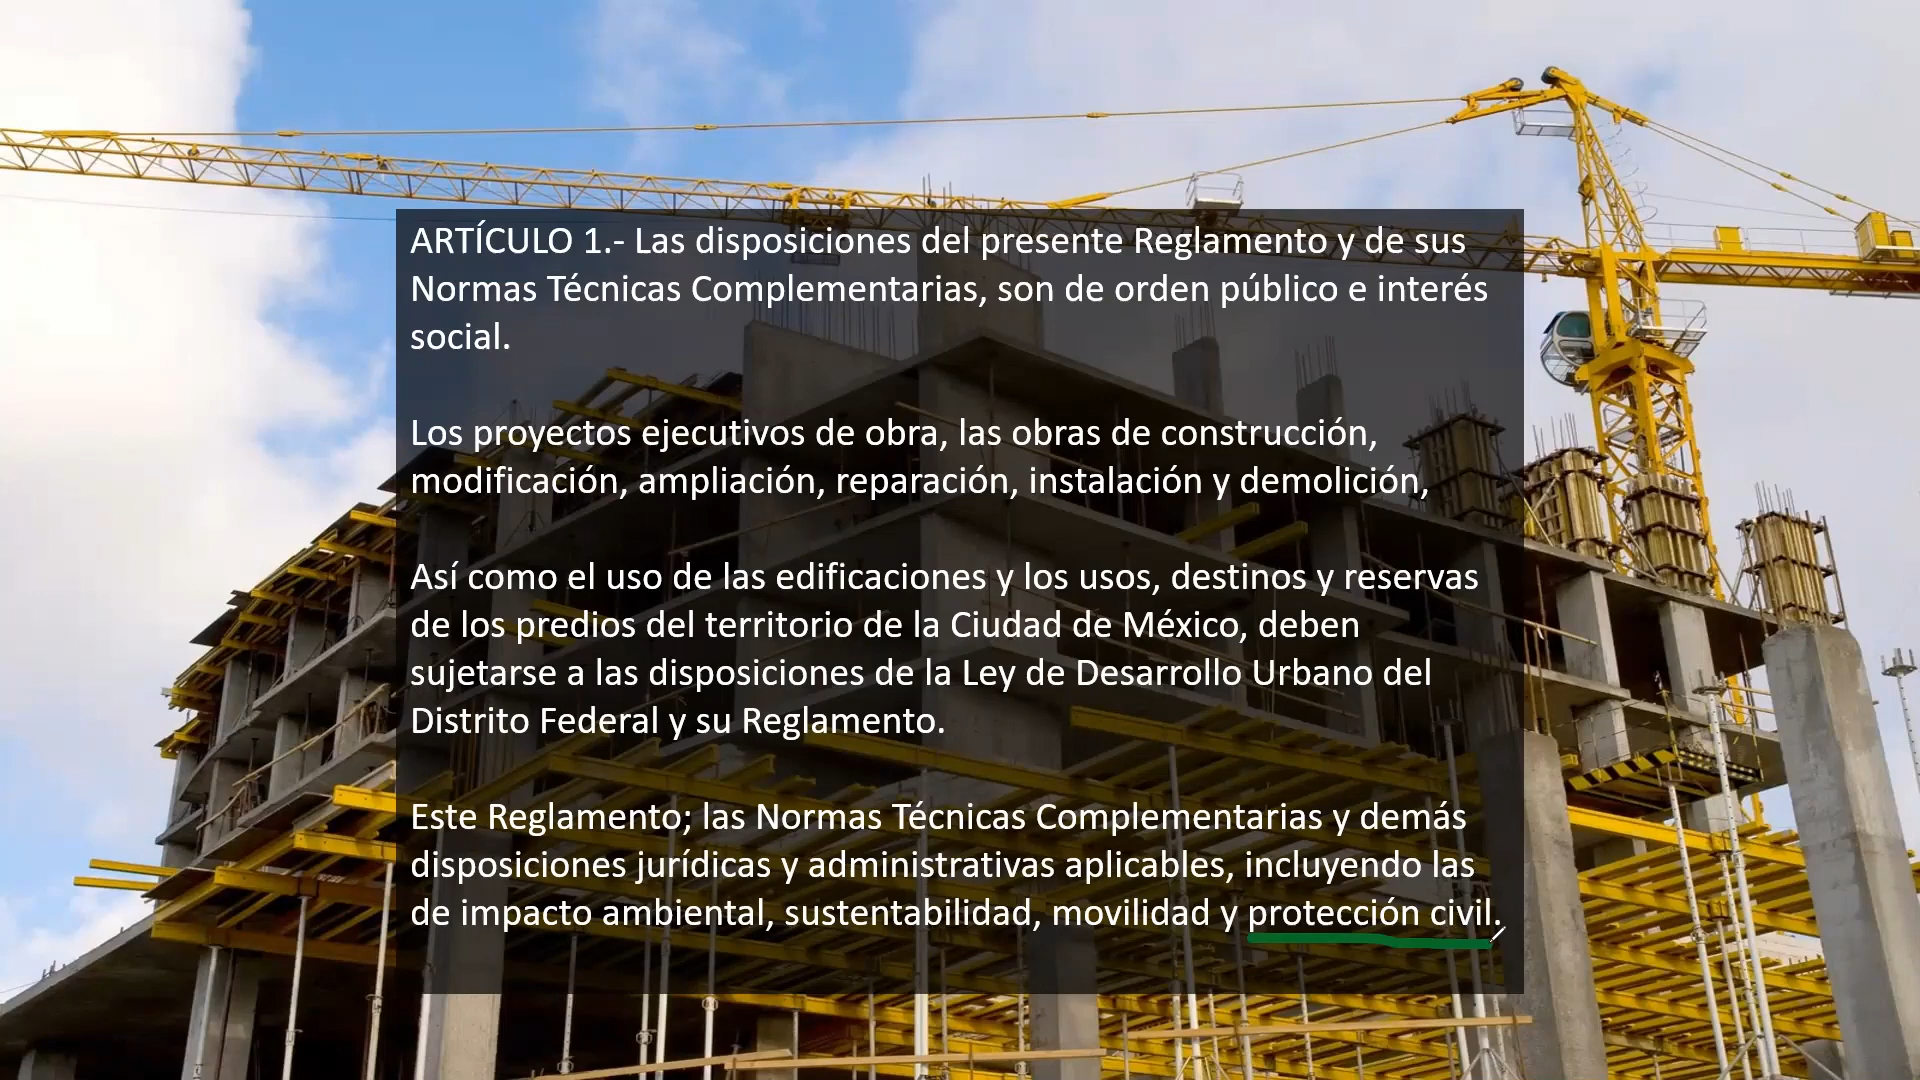 ARTÍCULO 1.- Las disposiciones del presente Reglamento y de sus
Normas Técnicas Complementarias, son de orden público e interés
social.
Los proyectos ejecutivos de obra, las obras de construcción,
modificación, ampliación, reparación, instalación y demolición,
Así como el uso de las edificaciones y los usos, destinos y reservas
de los predios del territorio de la Ciudad de México, deben
sujetarse a las disposiciones de la Ley de Desarrollo Urbano del
Distrito Federal y su Reglamento.
Este Reglamento; las Normas Técnicas Complementarias y demás
disposiciones jurídicas y administrativas aplicables, incluyendo las
de impacto ambiental, sustentabilidad, movilidad y protección civil.